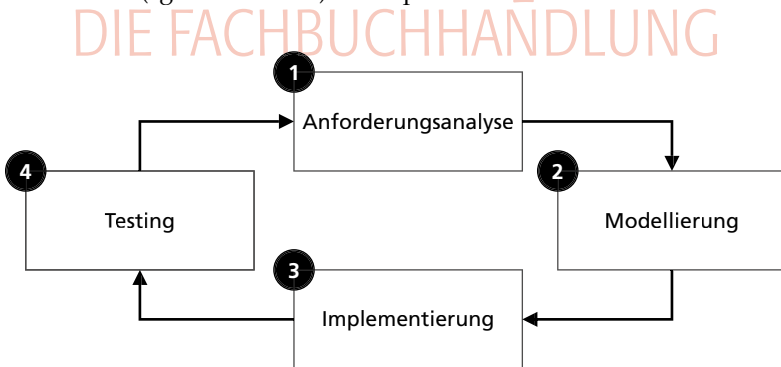 DIE FACHBUCHHANDLUNG
1
Anforderungsanalyse
4
2
Testing
Modellierung
3
Implementierung